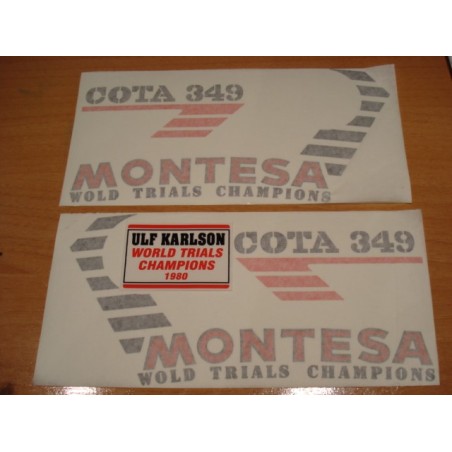 COTA 349
MONTESA
WOLD TRIALS CHAMPIONS
ULF KARLSON
WORLD TRIALS
CHAMPIONS
1980
COTA 349
MONTESA
WOLD TRIALS CHAMPIONS